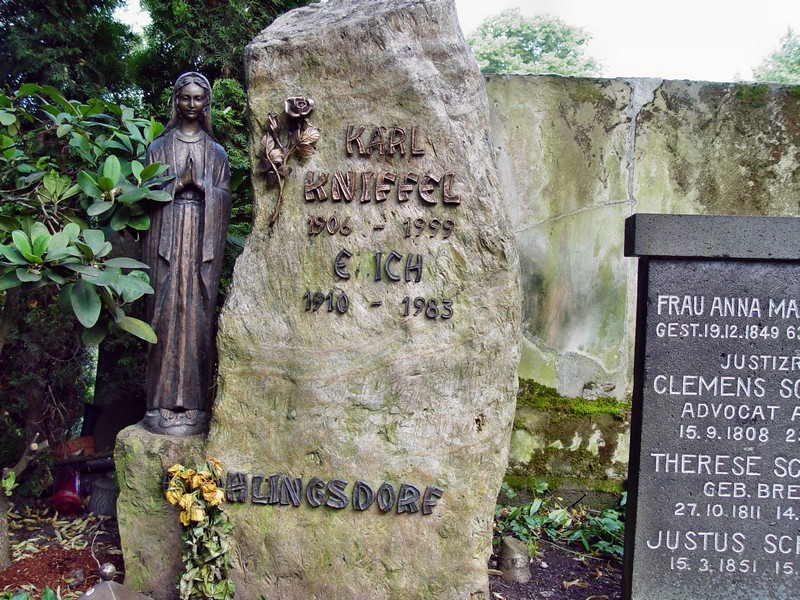 KARL
KNIFFEL
1906 - 1999
E ICH
1910 - 1983
HLINGSDORF
FRAU ANNA MA
GEST. 19.12.1849 6
JUSTIZR
CLEMENS SC
ADVOCAT A
15.9.1808 2
THERESE SC
GEB. BRE
27.10.1811 14.
JUSTUS SCH
15.3.1851 15.